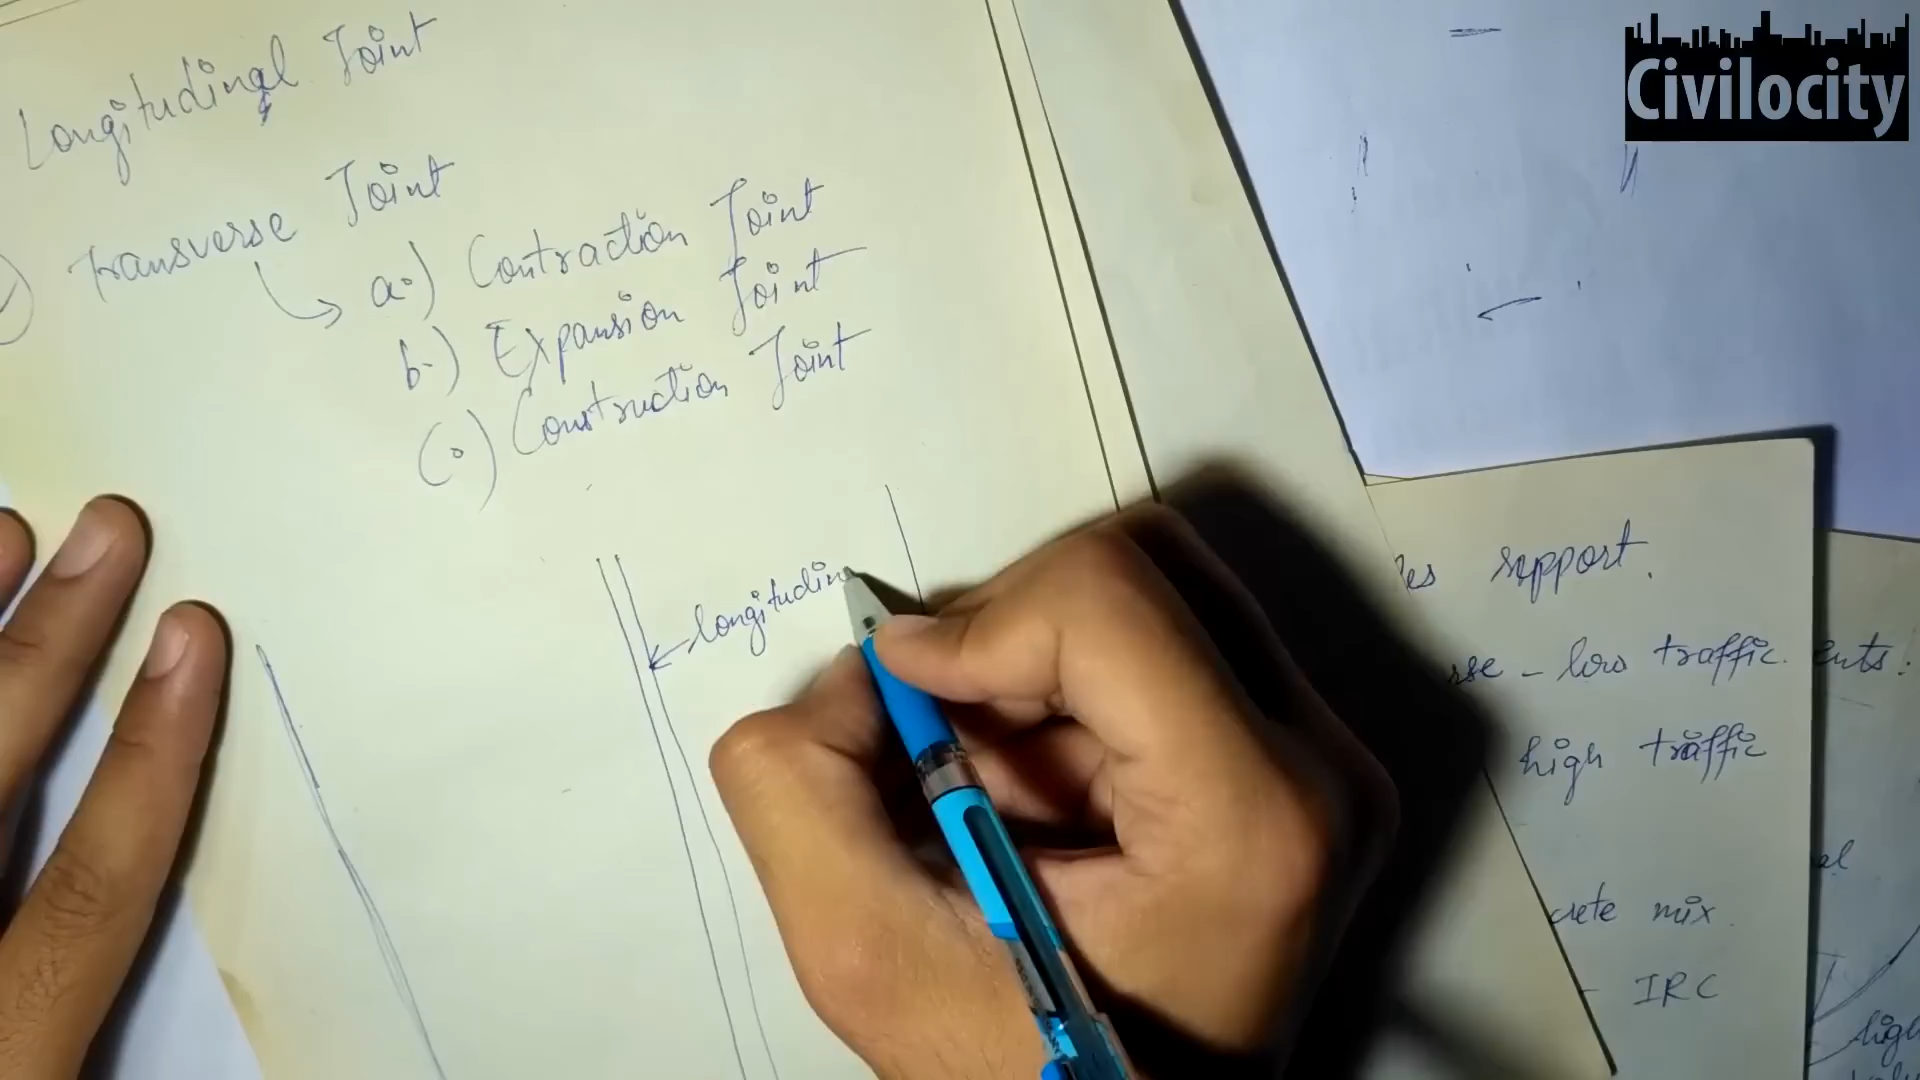 Longitudinal Joint
Transverse Joint
a.) Contraction Joint
b.) Expansion Joint
(.) Construction Joint
longitudin
Civilocity
support.
low traffic.
high traffic
mix
IRC